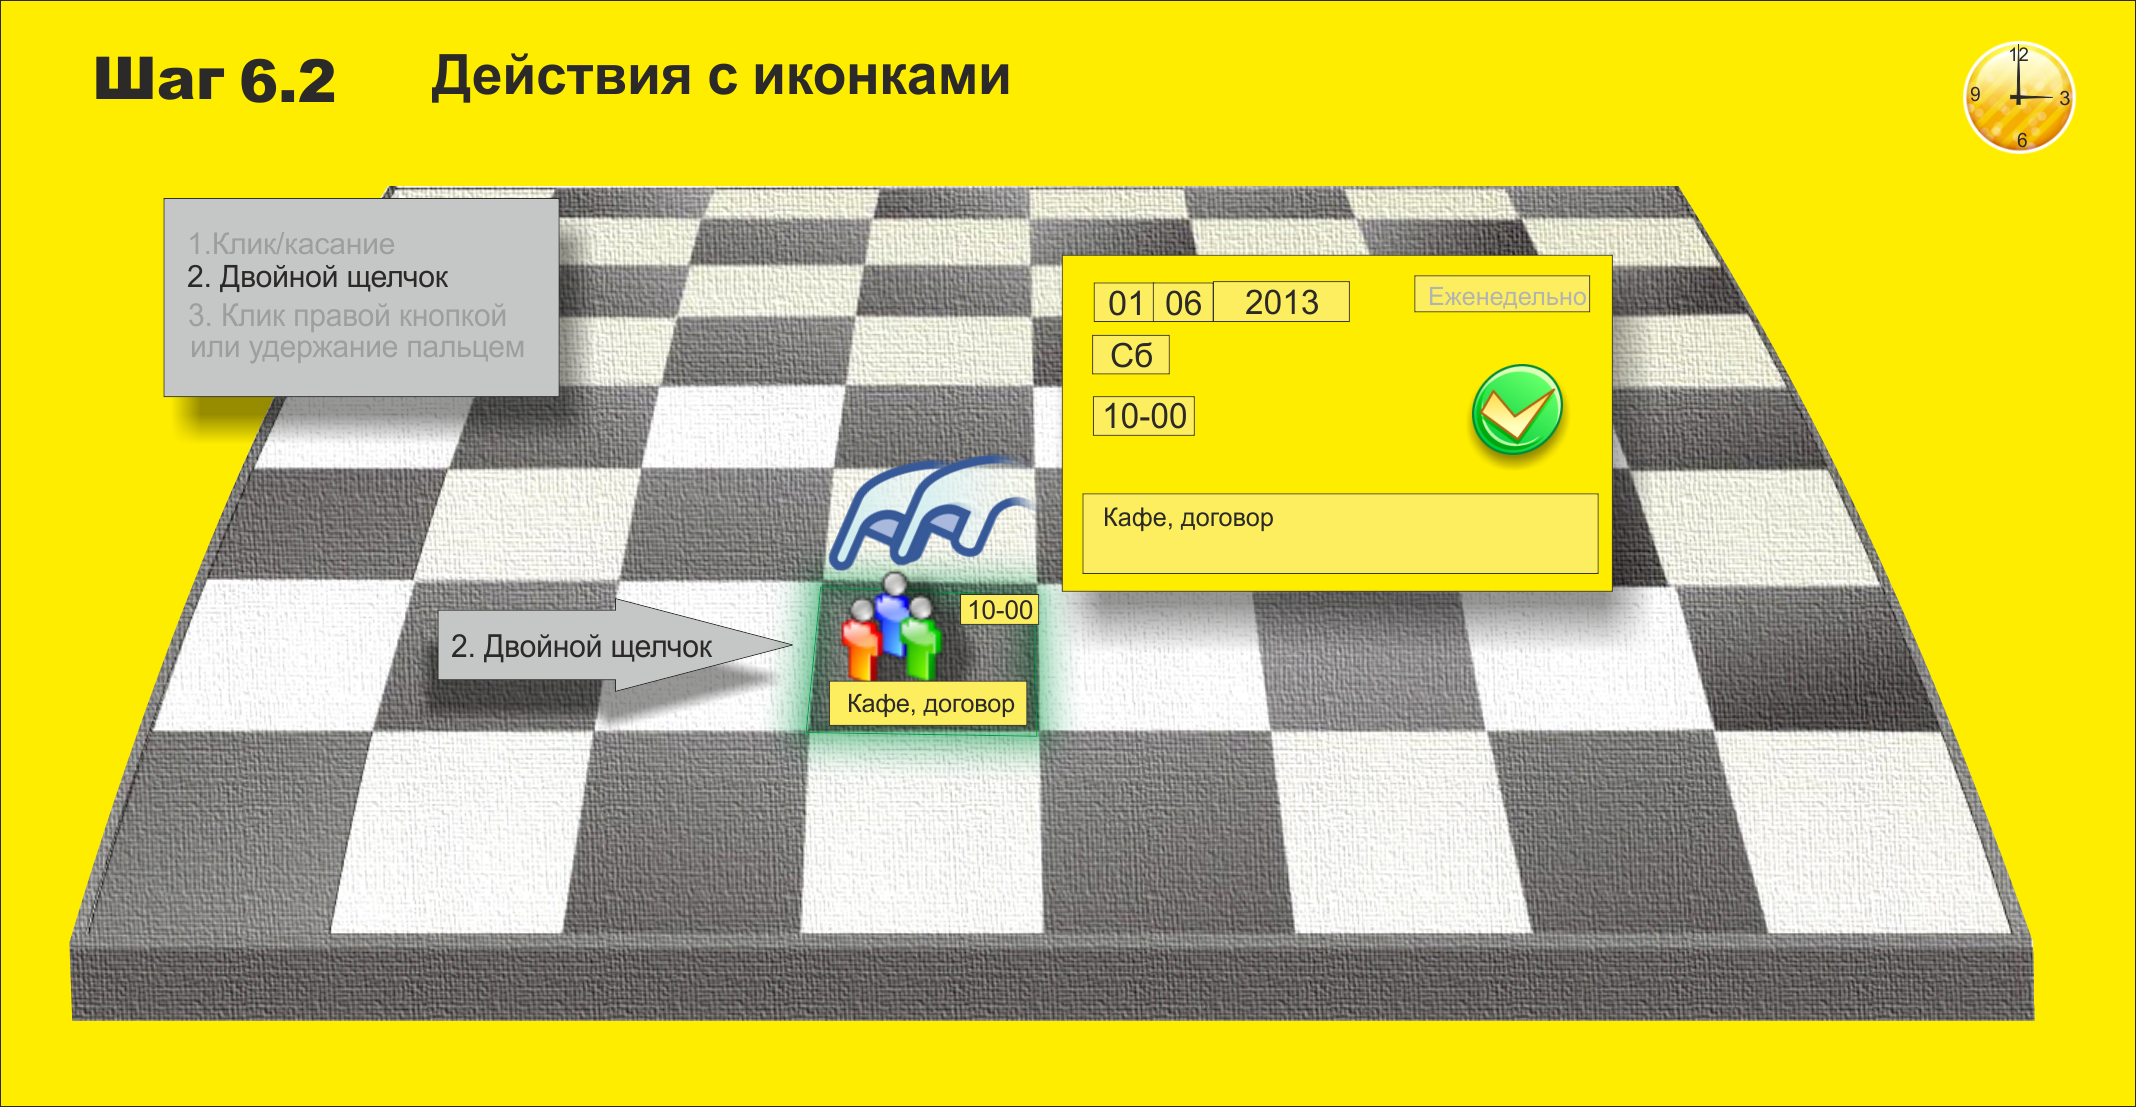 Шаг 6.2 Действия с иконками
12
9 3
6
1.Клик/касание
2. Двойной щелчок
3. Клик правой кнопкой
или удержание пальцем
01 06 2013 Еженедельно
Сб
10-00
Кафе, договор
10-00
2. Двойной щелчок
Кафе, договор